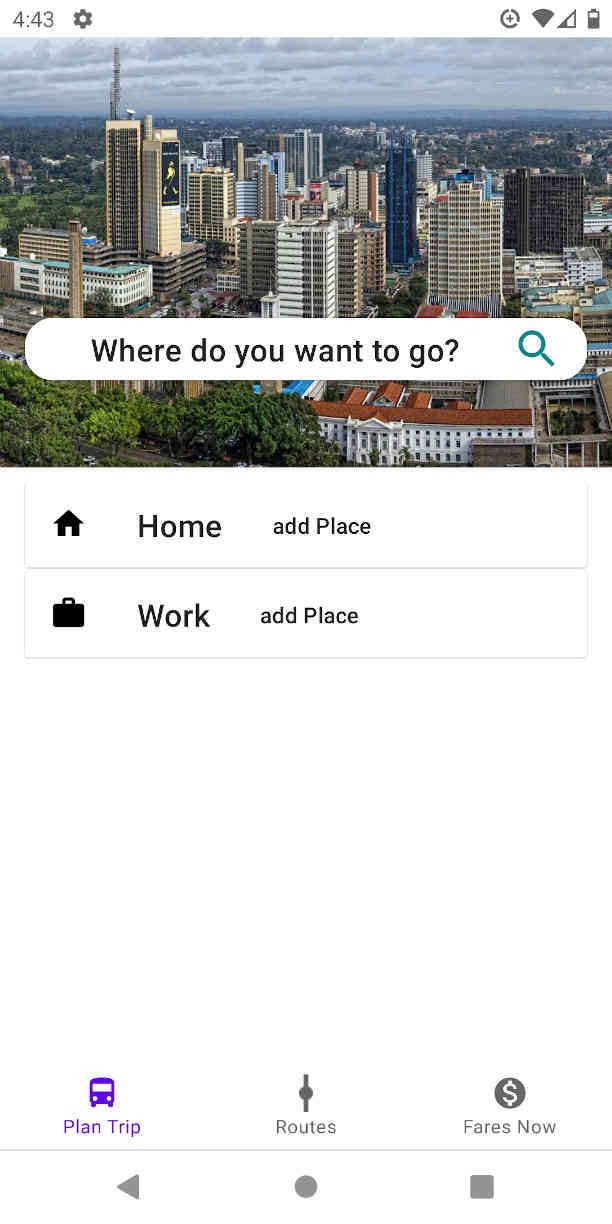 4:43
Where do you want to go?
Home add Place
Work add Place
Plan Trip Routes Fares Now